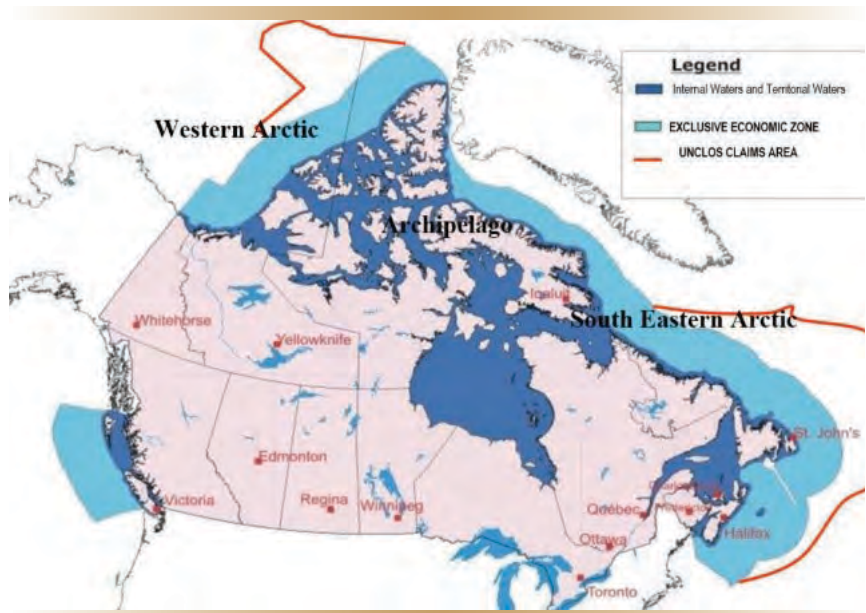 Legend
Internal Waters and Territorial Waters
EXCLUSIVE ECONOMIC ZONE
UNCLOS CLAIMS AREA
Western Arctic
Archipelago
Iqaluit
South Eastern Arctic
Whitehorse
Yellowknife
St. John's
Edmonton
Victoria
Regina
Winnipeg
Québec
Halifax
Ottawa
Toronto